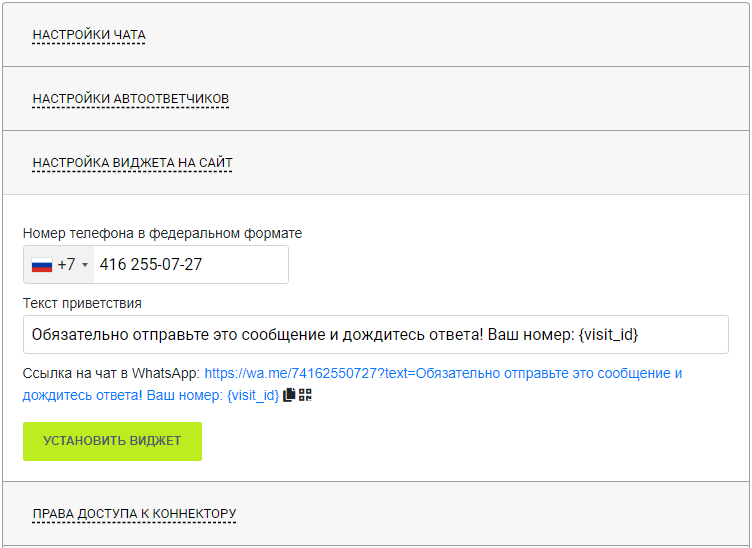 НАСТРОЙКИ ЧАТА
НАСТРОЙКИ АВТООТВЕТЧИКОВ
НАСТРОЙКА ВИДЖЕТА НА САЙТ
Номер телефона в федеральном формате
+7 416 255-07-27
Текст приветствия
Обязательно отправьте это сообщение и дождитесь ответа! Ваш номер: {visit_id}
Ссылка на чат в WhatsApp: https://wa.me/74162550727?text=Обязательно отправьте это сообщение и
дождитесь ответа! Ваш номер: {visit_id}
УСТАНОВИТЬ ВИДЖЕТ
ПРАВА ДОСТУПА К КОННЕКТОРУ